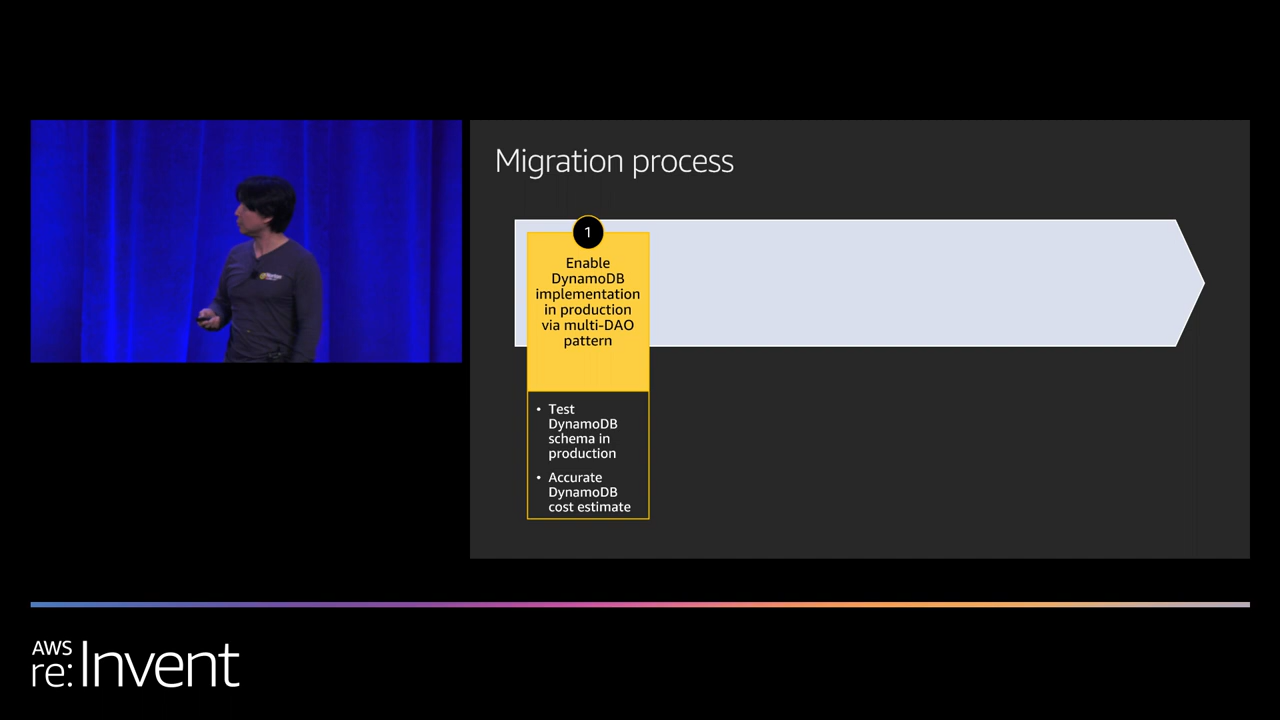 Migration process
1
Enable
DynamoDB
implementation
in production
via multi-DAO
pattern
• Test
DynamoDB
schema in
production
• Accurate
DynamoDB
cost estimate
AWS
re:Invent